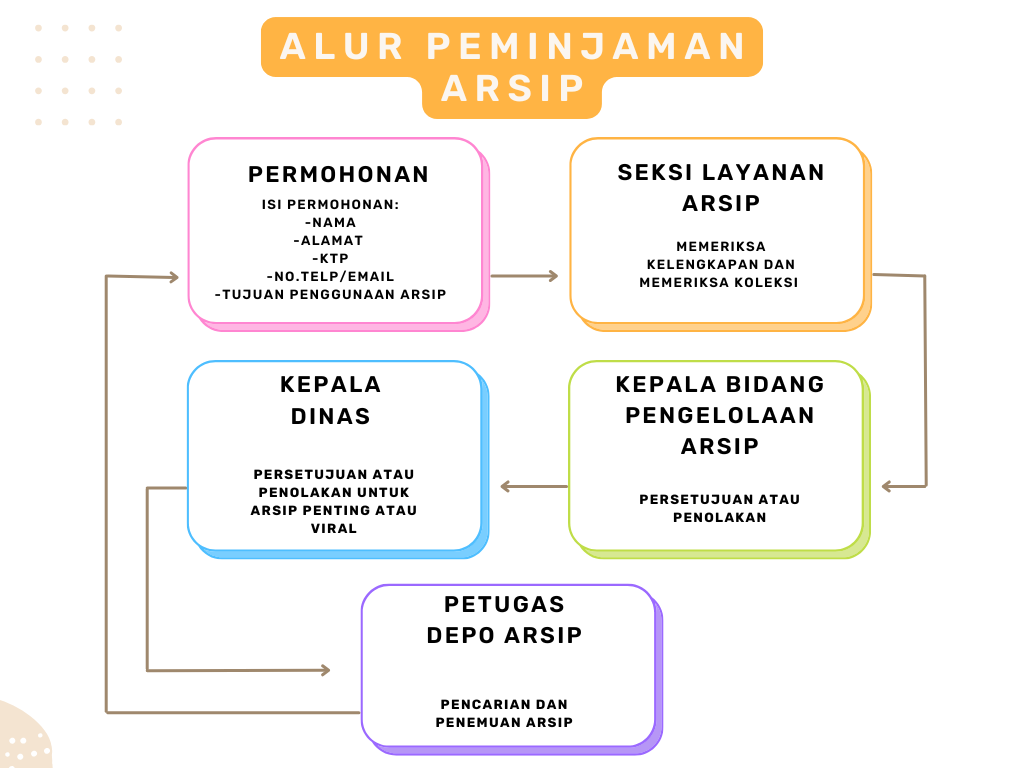 ALUR PEMINJAMAN
ARSIP
PERMOHONAN
ISI PERMOHONAN:
-NAMA
-ALAMAT
-KTP
-NO.TELP/EMAIL
-TUJUAN PENGGUNAAN ARSIP
SEKSI LAYANAN
ARSIP
MEMERIKSA
KELENGKAPAN DAN
MEMERIKSA KOLEKSI
KEPALA
DINAS
PERSETUJUAN ATAU
PENOLAKAN UNTUK
ARSIP PENTING ATAU
VIRAL
KEPALA BIDANG
PENGELOLAAN
ARSIP
PERSETUJUAN ATAU
PENOLAKAN
PETUGAS
DEPO ARSIP
PENCARIAN DAN
PENEMUAN ARSIP